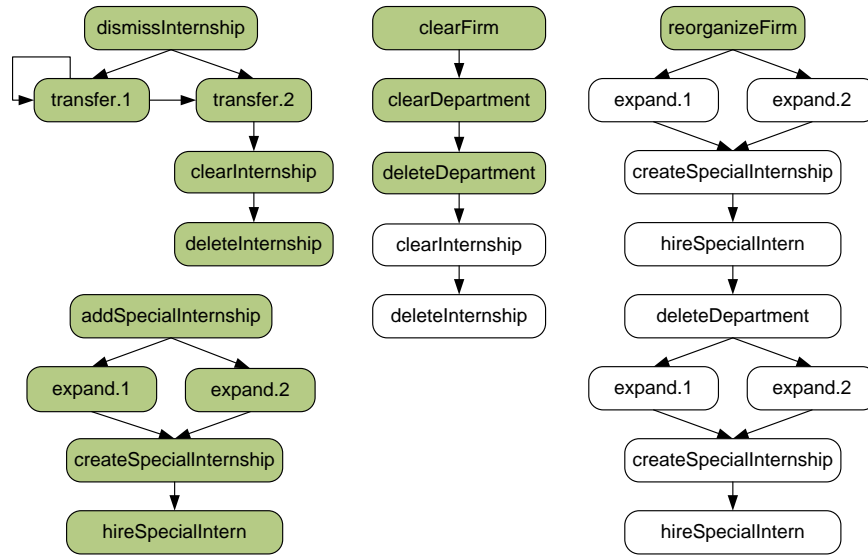 dismissInternship
transfer.1
transfer.2
clearInternship
deleteInternship
addSpecialInternship
expand.1
expand.2
createSpecialInternship
hireSpecialIntern
clearFirm
clearDepartment
deleteDepartment
clearInternship
deleteInternship
reorganizeFirm
expand.1
expand.2
createSpecialInternship
hireSpecialIntern
deleteDepartment
expand.1
expand.2
createSpecialInternship
hireSpecialIntern